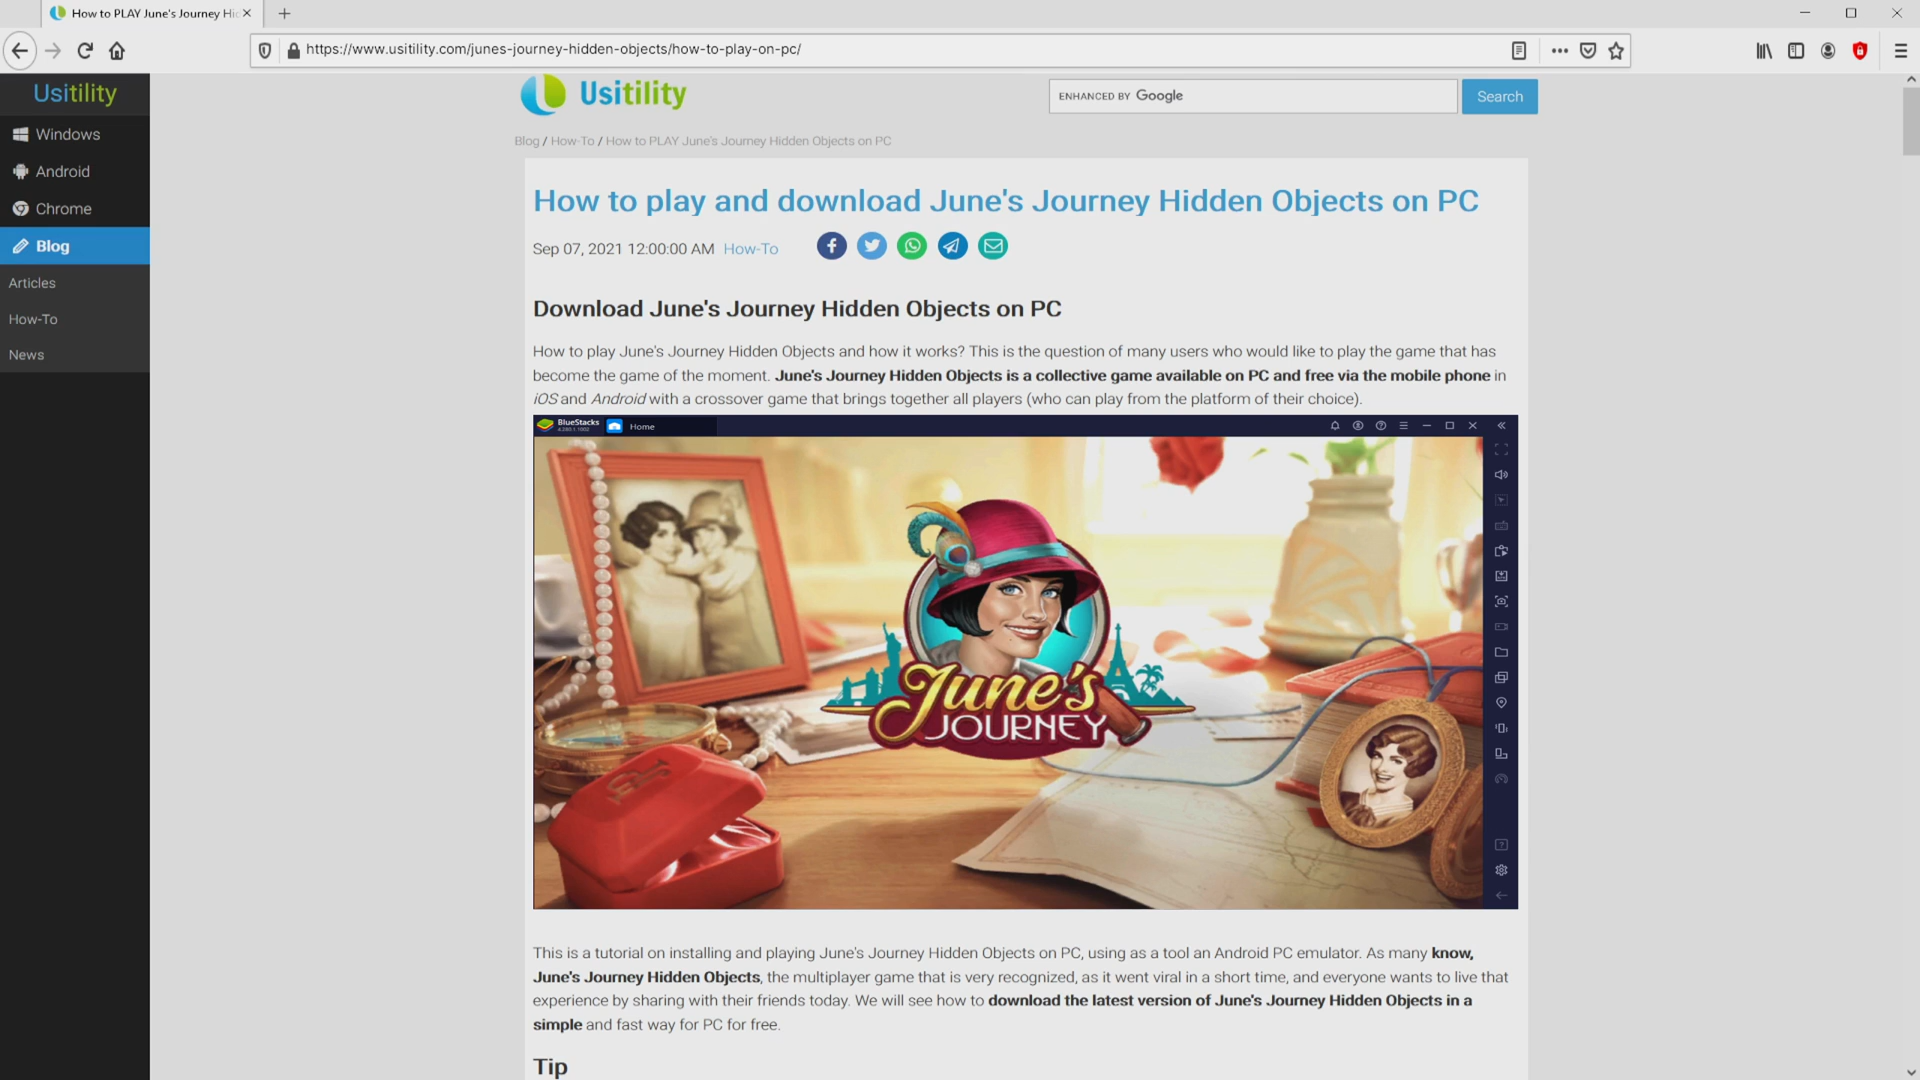 How to PLAY June's Journey Hi
https://www.usitility.com/junes-journey-hidden-objects/how-to-play-on-pc/
Usitility
Windows
Android
Chrome
Blog
Articles
How-To
News
Usitility
ENHANCED BY Google
Search
Blog / How-To / How to PLAY June's Journey Hidden Objects on PC
How to play and download June's Journey Hidden Objects on PC
Sep 07, 2021 12:00:00 AM How-To
Download June's Journey Hidden Objects on PC
How to play June's Journey Hidden Objects and how it works? This is the question of many users who would like to play the game that has
become the game of the moment. June's Journey Hidden Objects is a collective game available on PC and free via the mobile phone in
iOS and Android with a crossover game that brings together all players (who can play from the platform of their choice).
BlueStacks
Home
June's
JOURNEY
This is a tutorial on installing and playing June's Journey Hidden Objects on PC, using as a tool an Android PC emulator. As many know,
June's Journey Hidden Objects, the multiplayer game that is very recognized, as it went viral in a short time, and everyone wants to live that
experience by sharing with their friends today. We will see how to download the latest version of June's Journey Hidden Objects in a
simple and fast way for PC for free.
Tip